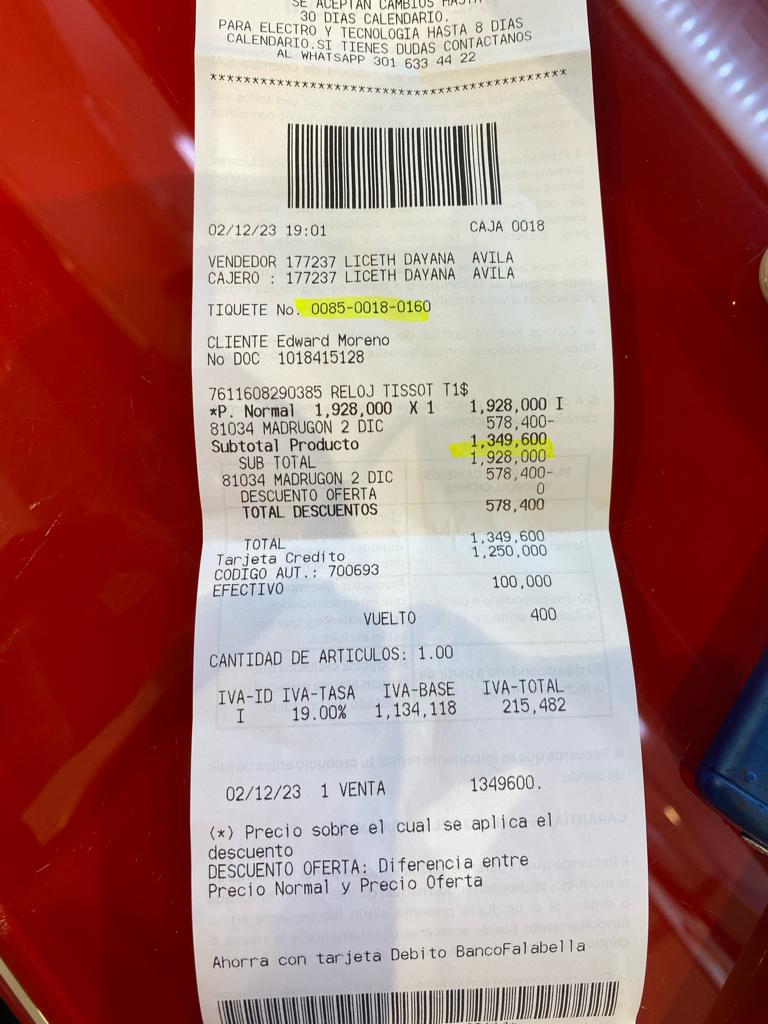 SE ACEPTAN CAMBIOS HASTA
30 DIAS CALENDARIO.
PARA ELECTRO Y TECNOLOGIA HASTA 8 DIAS
CALENDARIO.SI TIENES DUDAS CONTACTANOS
AL WHATSAPP 301 633 44 22
****************************************
02/12/23 19:01 CAJA 0018
VENDEDOR 177237 LICETH DAYANA AVILA
CAJERO : 177237 LICETH DAYANA AVILA
TIQUETE No. 0085-0018-0160
CLIENTE Edward Moreno
No DOC 1018415128
7611608290385 RELOJ TISSOT T1$
*P. Normal 1,928,000 X 1 1,928,000 I
81034 MADRUGON 2 DIC 578,400-
Subtotal Producto 1,349,600
SUB TOTAL 1,928,000
81034 MADRUGON 2 DIC 578,400-
DESCUENTO OFERTA 0
TOTAL DESCUENTOS 578,400
TOTAL 1,349,600
Tarjeta Credito 1,250,000
CODIGO AUT.: 700693
EFECTIVO 100,000
VUELTO 400
CANTIDAD DE ARTICULOS: 1.00
IVA-ID IVA-TASA IVA-BASE IVA-TOTAL
I 19.00% 1,134,118 215,482
02/12/23 1 VENTA 1349600.
(*) Precio sobre el cual se aplica el
descuento
DESCUENTO OFERTA: Diferencia entre
Precio Normal y Precio Oferta
Ahorra con tarjeta Debito BancoFalabella